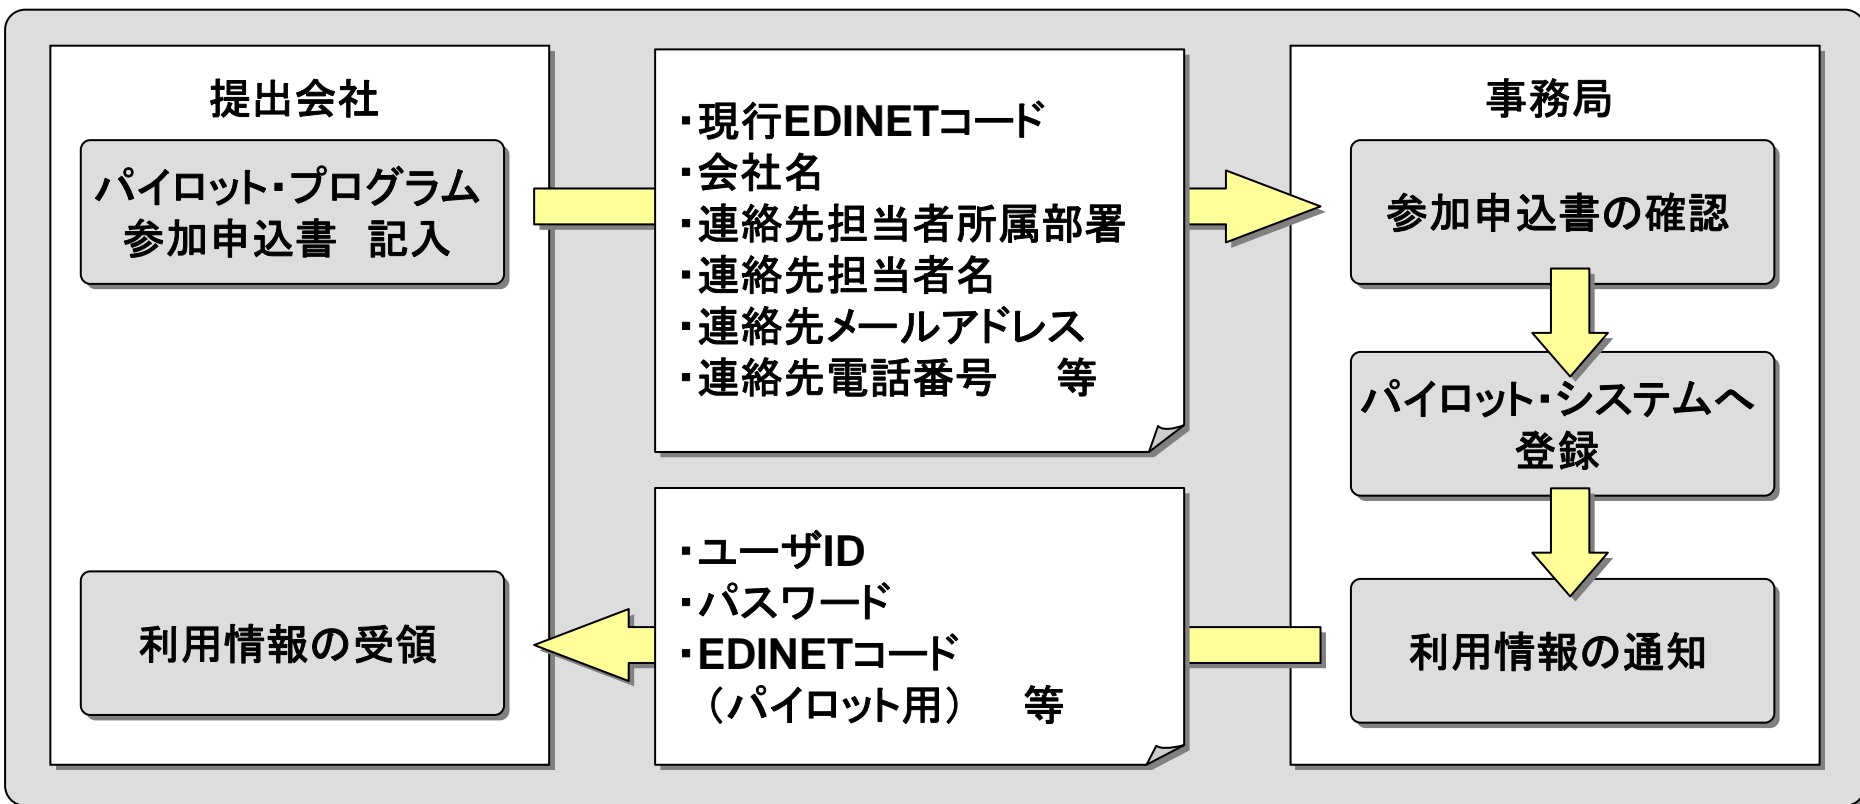 提出会社
パイロット・プログラム
参加申込書　記入
・現行EDINETコード
・会社名
・連絡先担当者所属部署
・連絡先担当者名
・連絡先メールアドレス
・連絡先電話番号　等
事務局
参加申込書の確認
パイロット・システムへ
登録
利用情報の通知
・ユーザID
・パスワード
・EDINETコード
（パイロット用）　等
利用情報の受領